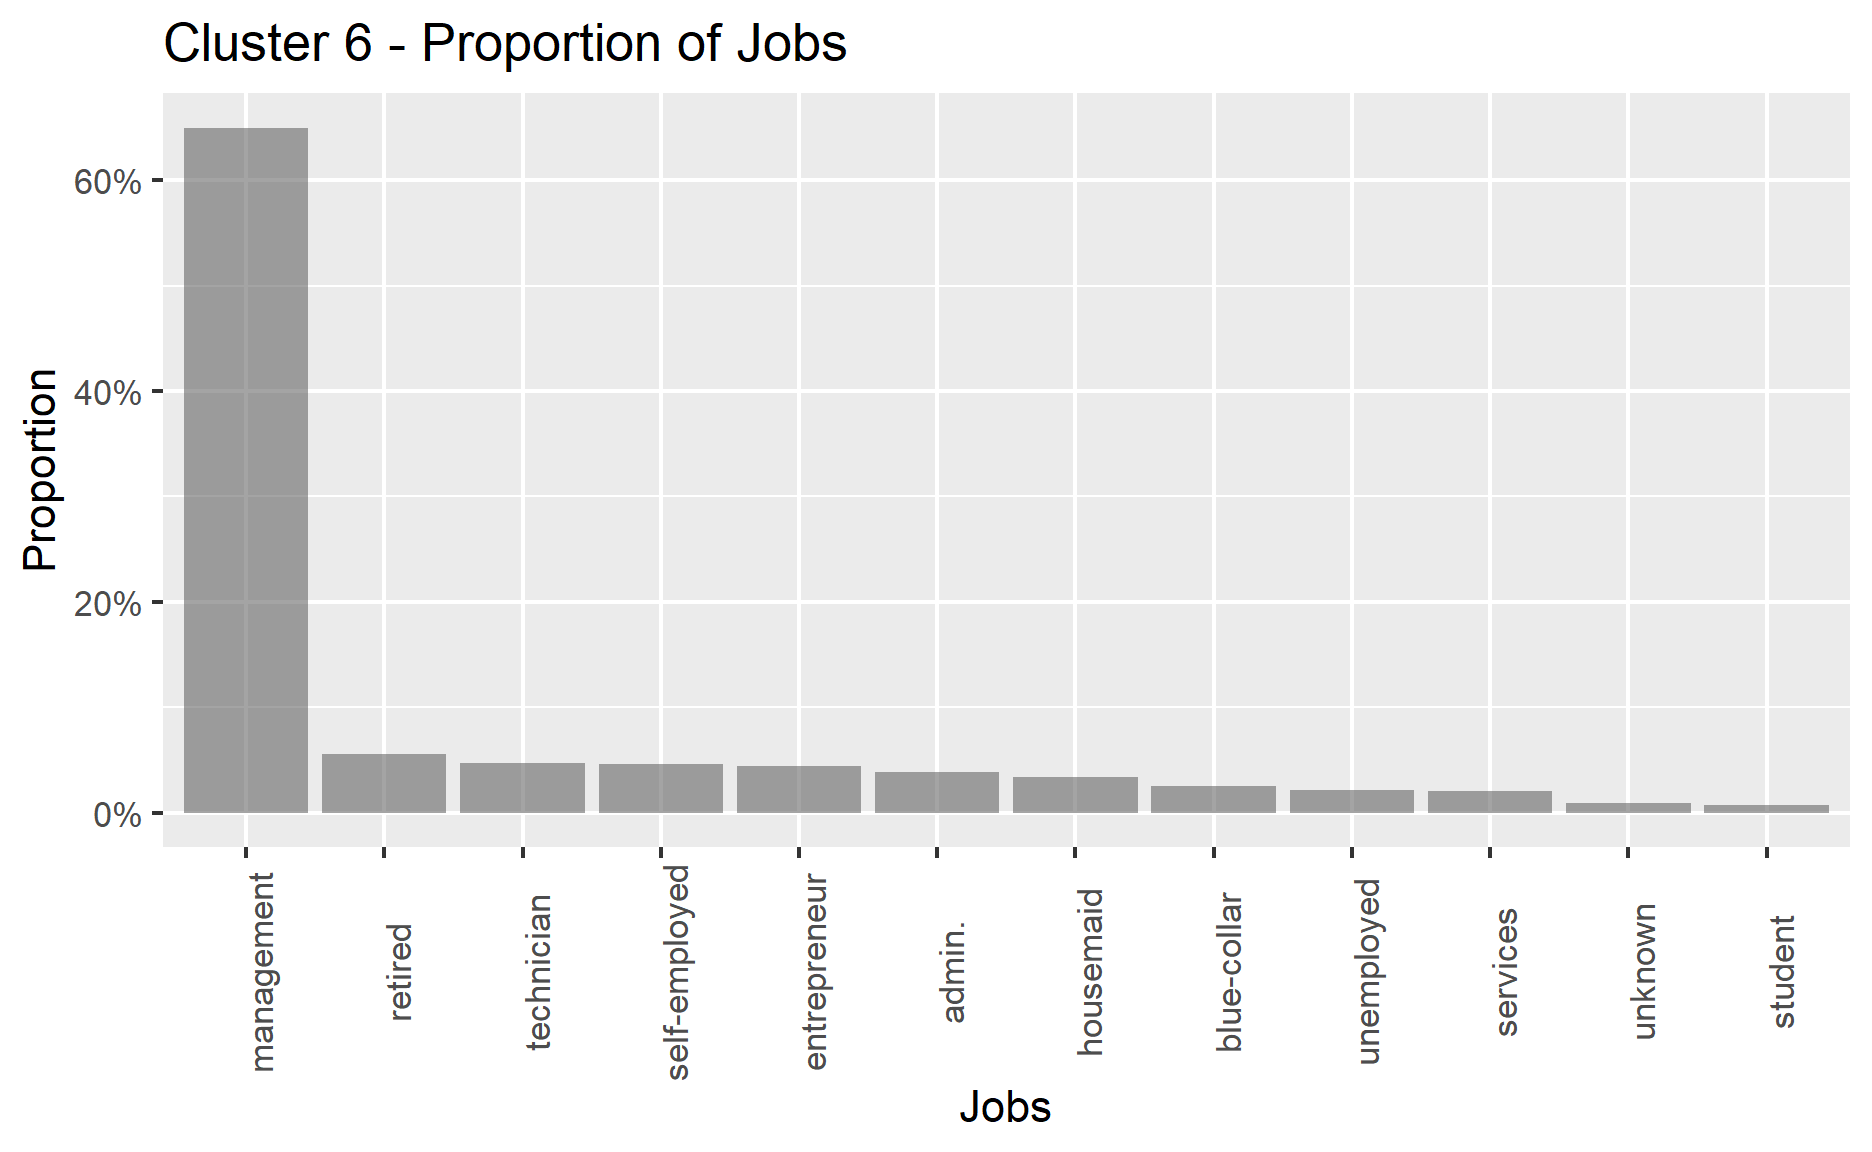 Cluster 6 - Proportion of Jobs
Proportion
60%
40%
20%
0%
management
retired
technician
self-employed
entrepreneur
admin.
housemaid
blue-collar
unemployed
services
unknown
student
Jobs